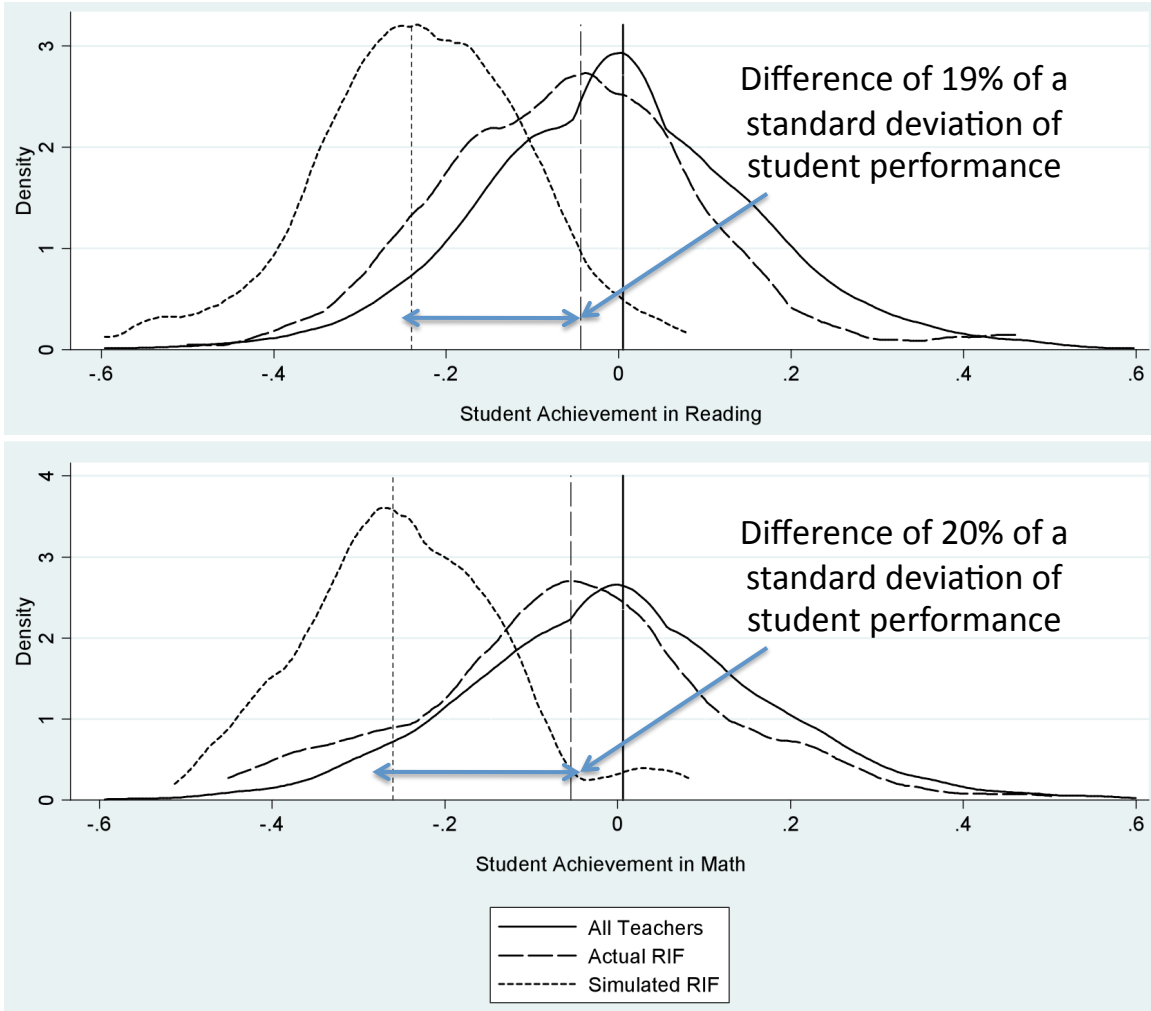 Difference of 19% of a
standard deviation of
student performance
Density
3
2
1
0
-.6 -.4 -.2 0 .2 .4 .6
Student Achievement in Reading
Difference of 20% of a
standard deviation of
student performance
Density
4
3
2
1
0
-.6 -.4 -.2 0 .2 .4 .6
Student Achievement in Math
All Teachers
Actual RIF
Simulated RIF